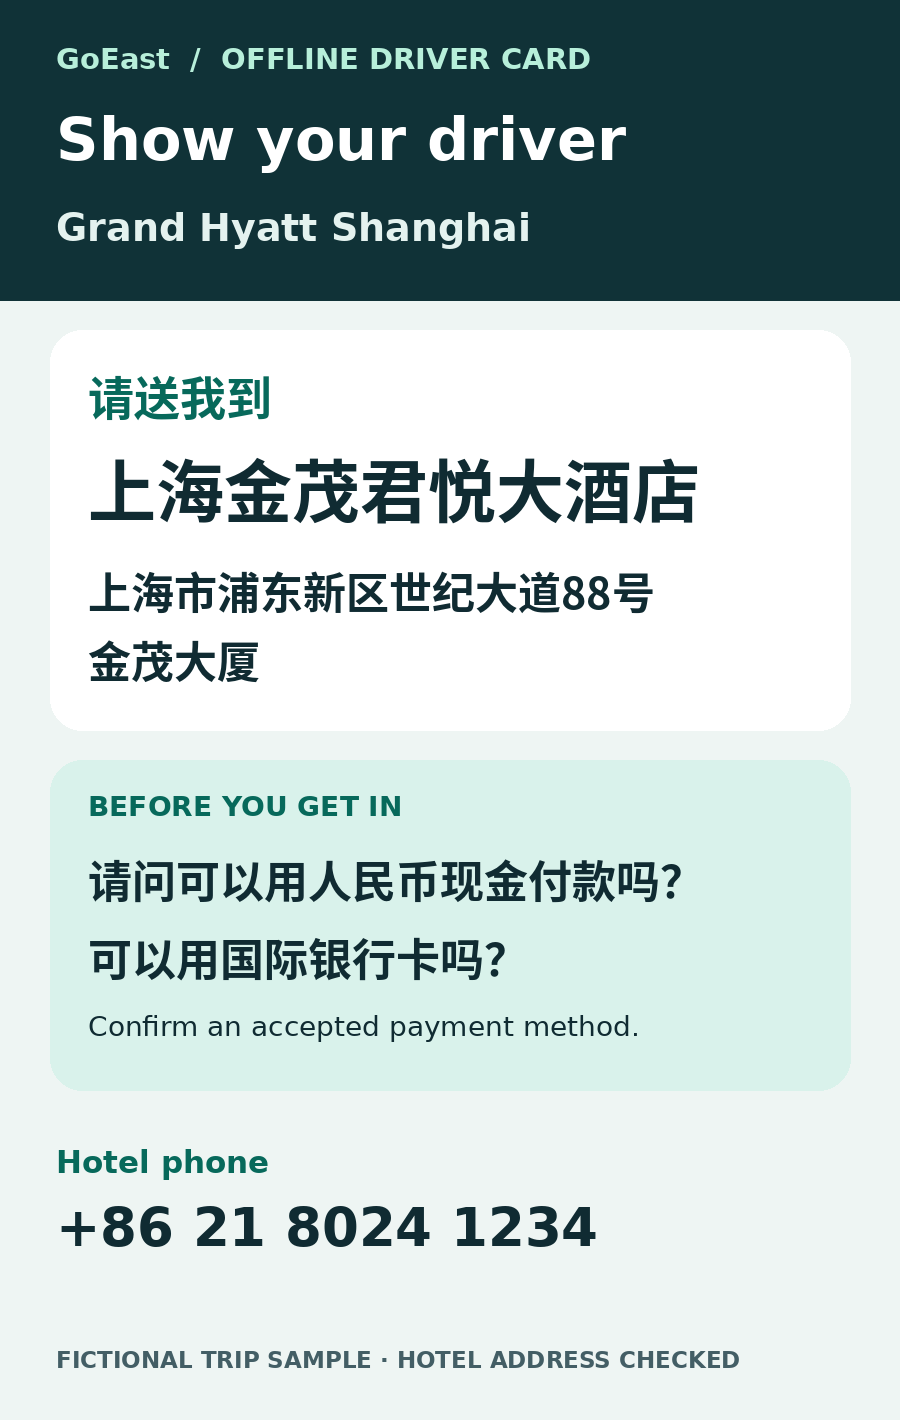 GoEast / OFFLINE DRIVER CARD
Show your driver
Grand Hyatt Shanghai
请送我到
上海金茂君悦大酒店
上海市浦东新区世纪大道88号
金茂大厦
BEFORE YOU GET IN
请问可以用人民币现金付款吗?
可以用国际银行卡吗?
Confirm an accepted payment method.
Hotel phone
+86 21 8024 1234
FICTIONAL TRIP SAMPLE · HOTEL ADDRESS CHECKED